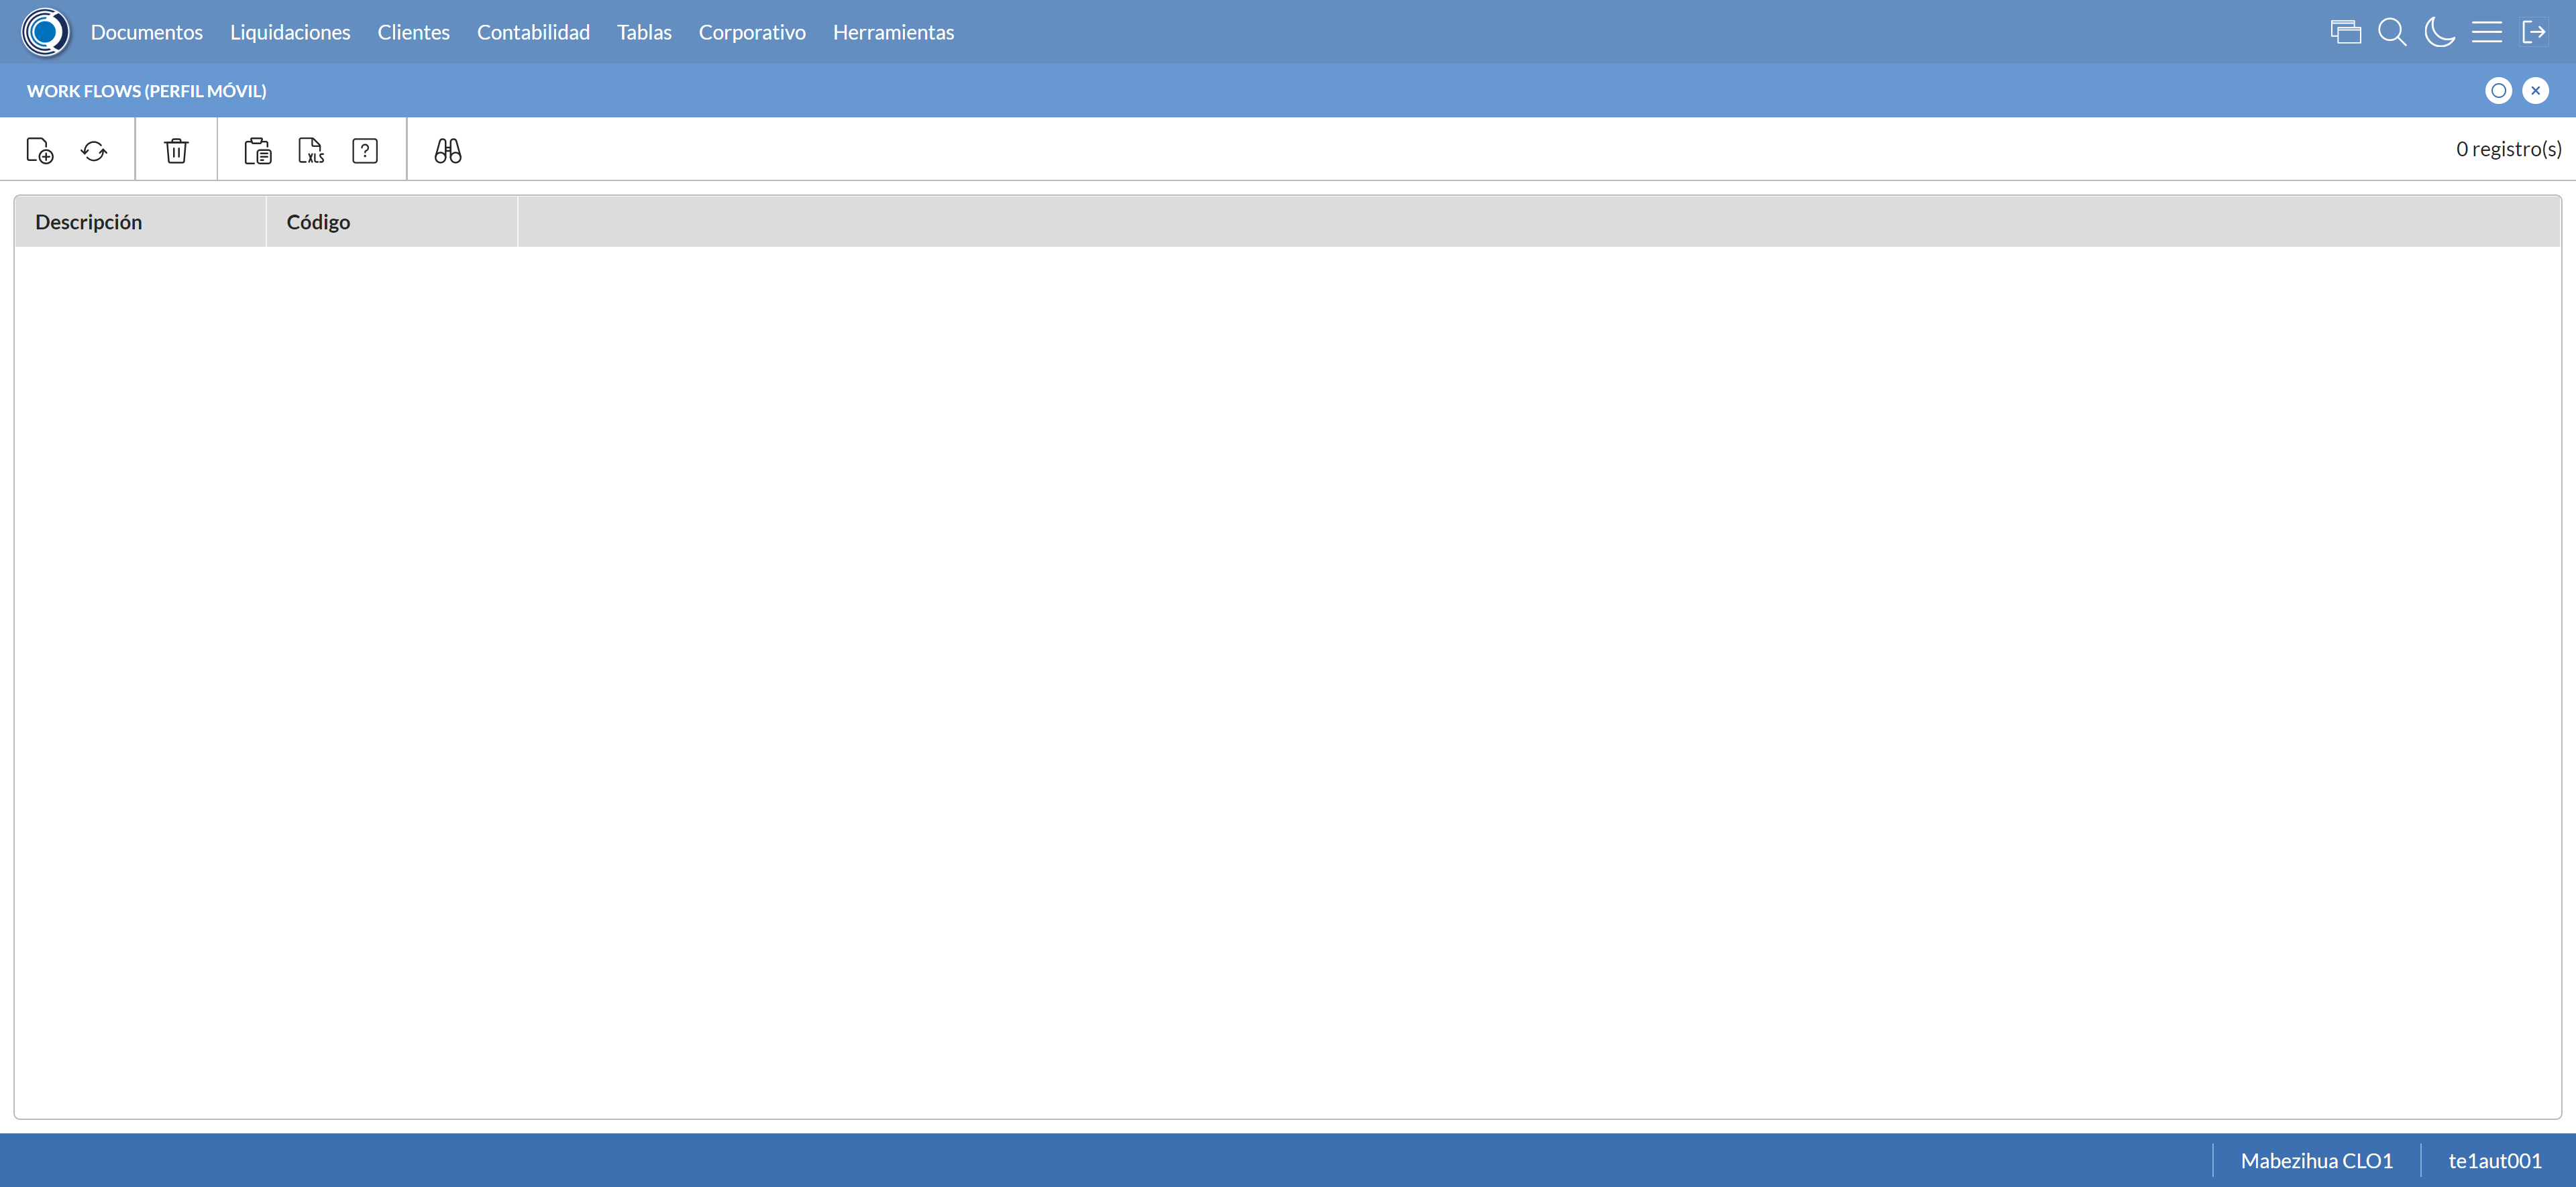 Documentos Liquidaciones Clientes Contabilidad Tablas Corporativo Herramientas
WORK FLOWS (PERFIL MÓVIL)
XLS ? 0 registro(s)
Descripción Código
Mabezihua CLO1 te1aut001